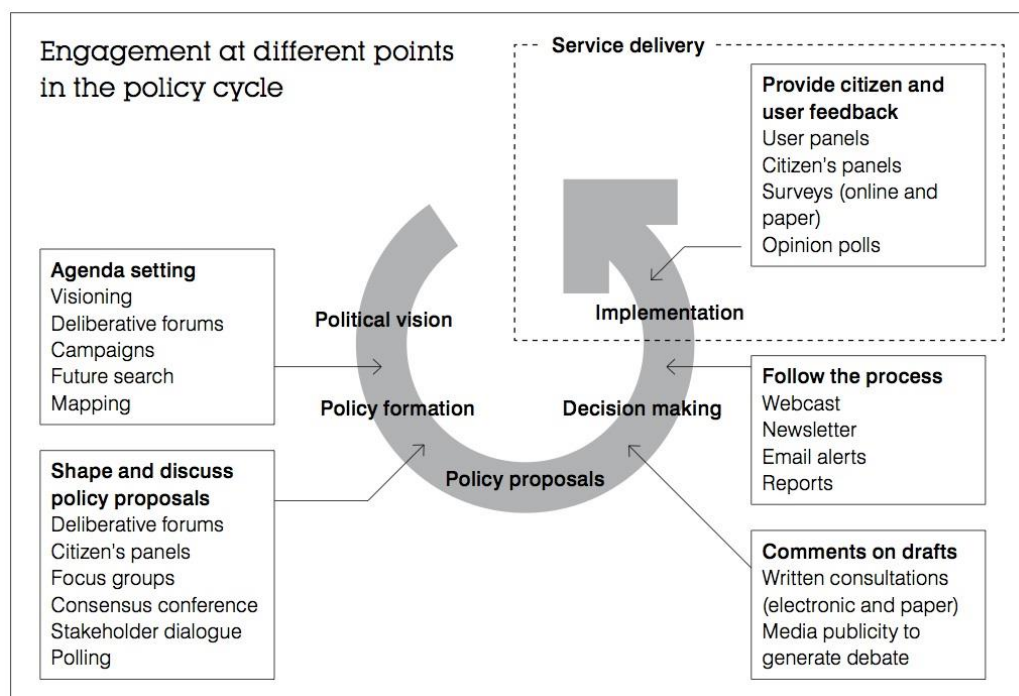 Engagement at different points
in the policy cycle
Service delivery
Provide citizen and
user feedback
User panels
Citizen's panels
Surveys (online and
paper)
Opinion polls
Agenda setting
Visioning
Deliberative forums
Campaigns
Future search
Mapping
Political vision
Implementation
Policy formation
Decision making
Policy proposals
Follow the process
Webcast
Newsletter
Email alerts
Reports
Shape and discuss
policy proposals
Deliberative forums
Citizen's panels
Focus groups
Consensus conference
Stakeholder dialogue
Polling
Comments on drafts
Written consultations
(electronic and paper)
Media publicity to
generate debate